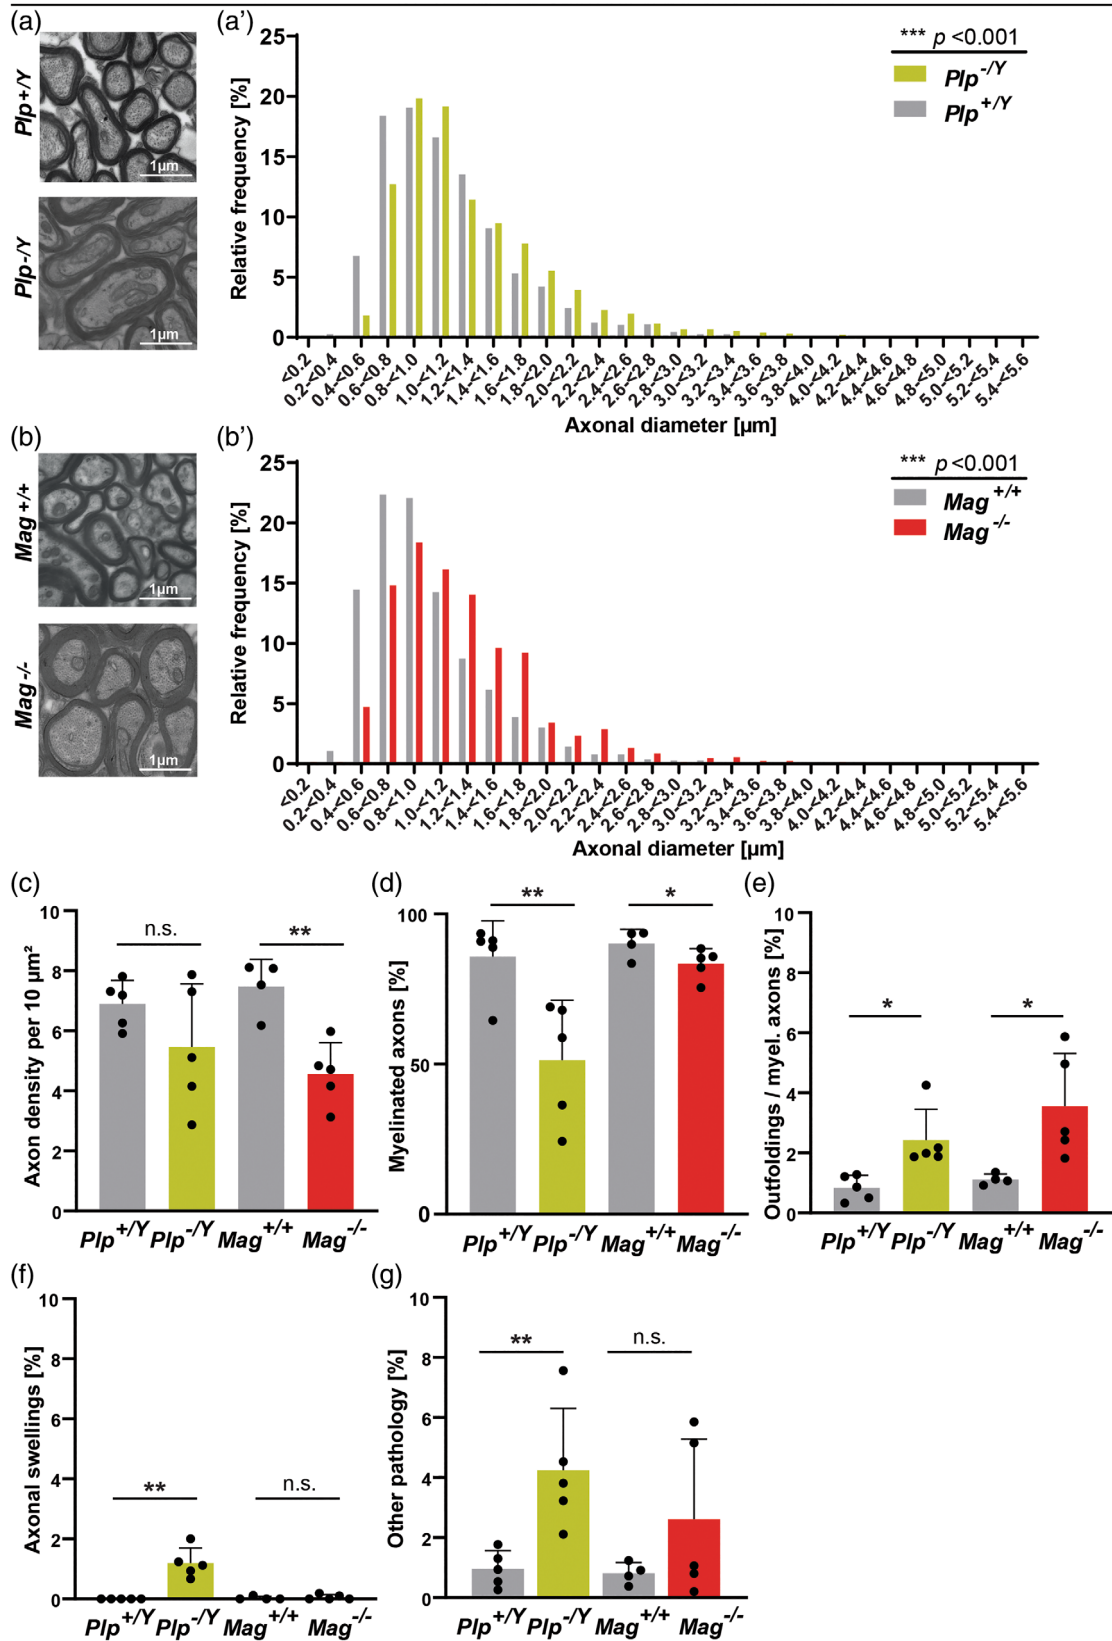 (a)
Plp+/Y
1µm
Plp-/Y
1µm
(a’)
25
20
15
10
5
0
Relative frequency [%]
*** p <0.001
Plp-/Y
Plp+/Y
<0.2
0.2-<0.4
0.4-<0.6
0.6-<0.8
0.8-<1.0
1.0-<1.2
1.2-<1.4
1.4-<1.6
1.6-<1.8
1.8-<2.0
2.0-<2.2
2.2-<2.4
2.4-<2.6
2.6-<2.8
2.8-<3.0
3.0-<3.2
3.2-<3.4
3.4-<3.6
3.6-<3.8
3.8-<4.0
4.0-<4.2
4.2-<4.4
4.4-<4.6
4.6-<4.8
4.8-<5.0
5.0-<5.2
5.2-<5.4
5.4-<5.6
Axonal diameter [µm]
(b)
Mag+/+
1µm
Mag-/-
1µm
(b’)
25
20
15
10
5
0
Relative frequency [%]
*** p <0.001
Mag+/+
Mag-/-
<0.2
0.2-<0.4
0.4-<0.6
0.6-<0.8
0.8-<1.0
1.0-<1.2
1.2-<1.4
1.4-<1.6
1.6-<1.8
1.8-<2.0
2.0-<2.2
2.2-<2.4
2.4-<2.6
2.6-<2.8
2.8-<3.0
3.0-<3.2
3.2-<3.4
3.4-<3.6
3.6-<3.8
3.8-<4.0
4.0-<4.2
4.2-<4.4
4.4-<4.6
4.6-<4.8
4.8-<5.0
5.0-<5.2
5.2-<5.4
5.4-<5.6
Axonal diameter [µm]
(c)
10
8
6
4
2
0
Axon density per 10 µm²
n.s.
**
Plp+/Y Plp-/Y Mag+/+ Mag-/-
(d)
100
50
0
Myelinated axons [%]
**
*
Plp+/Y Plp-/Y Mag+/+ Mag-/-
(e)
10
8
6
4
2
0
Outfoldings / myel. axons [%]
*
*
Plp+/Y Plp-/Y Mag+/+ Mag-/-
(f)
10
8
6
4
2
0
Axonal swellings [%]
**
n.s.
Plp+/Y Plp-/Y Mag+/+ Mag-/-
(g)
10
8
6
4
2
0
Other pathology [%]
**
n.s.
Plp+/Y Plp-/Y Mag+/+ Mag-/-